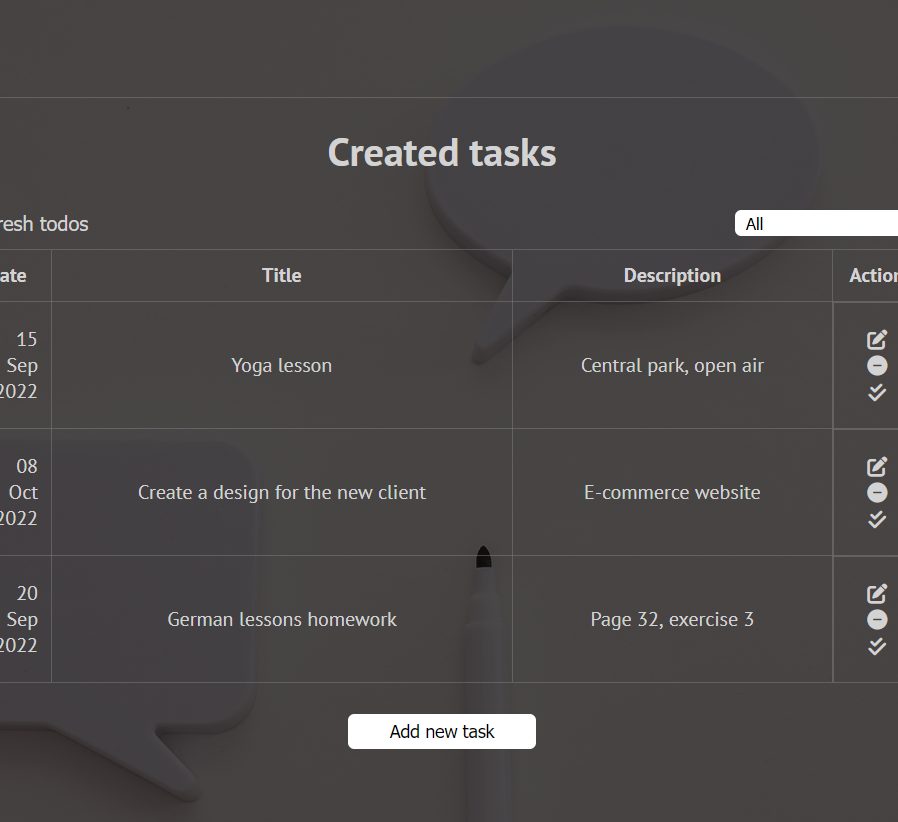 Created tasks
resh todos
All
ate Title Description Action
15 Sep 2022 Yoga lesson Central park, open air
08 Oct 2022 Create a design for the new client E-commerce website
20 Sep 2022 German lessons homework Page 32, exercise 3
Add new task